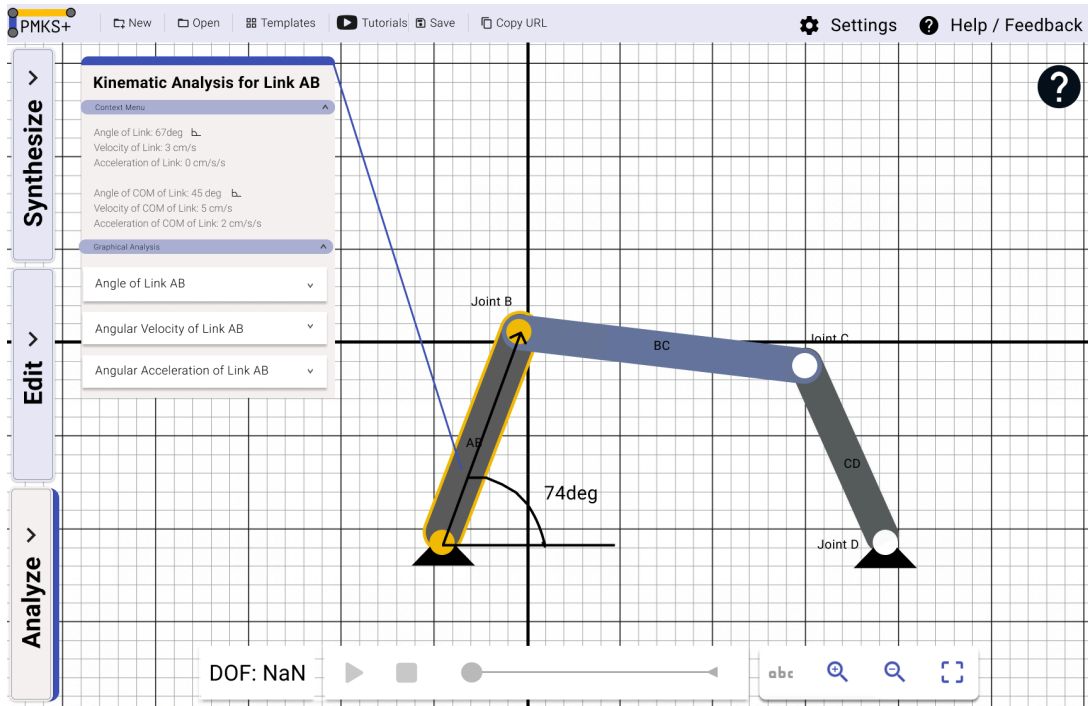 PMKS+
New
Open
Templates
Tutorials
Save
Copy URL
Settings
Help / Feedback
Synthesize
Edit
Analyze
Kinematic Analysis for Link AB
Context Menu
Angle of Link: 67deg
Velocity of Link: 3 cm/s
Acceleration of Link: 0 cm/s/s
Angle of COM of Link: 45 deg
Velocity of COM of Link: 5 cm/s
Acceleration of COM of Link: 2 cm/s/s
Graphical Analysis
Angle of Link AB
Angular Velocity of Link AB
Angular Acceleration of Link AB
?
Joint B
BC
Joint C
AB
CD
74deg
Joint D
DOF: NaN
abc